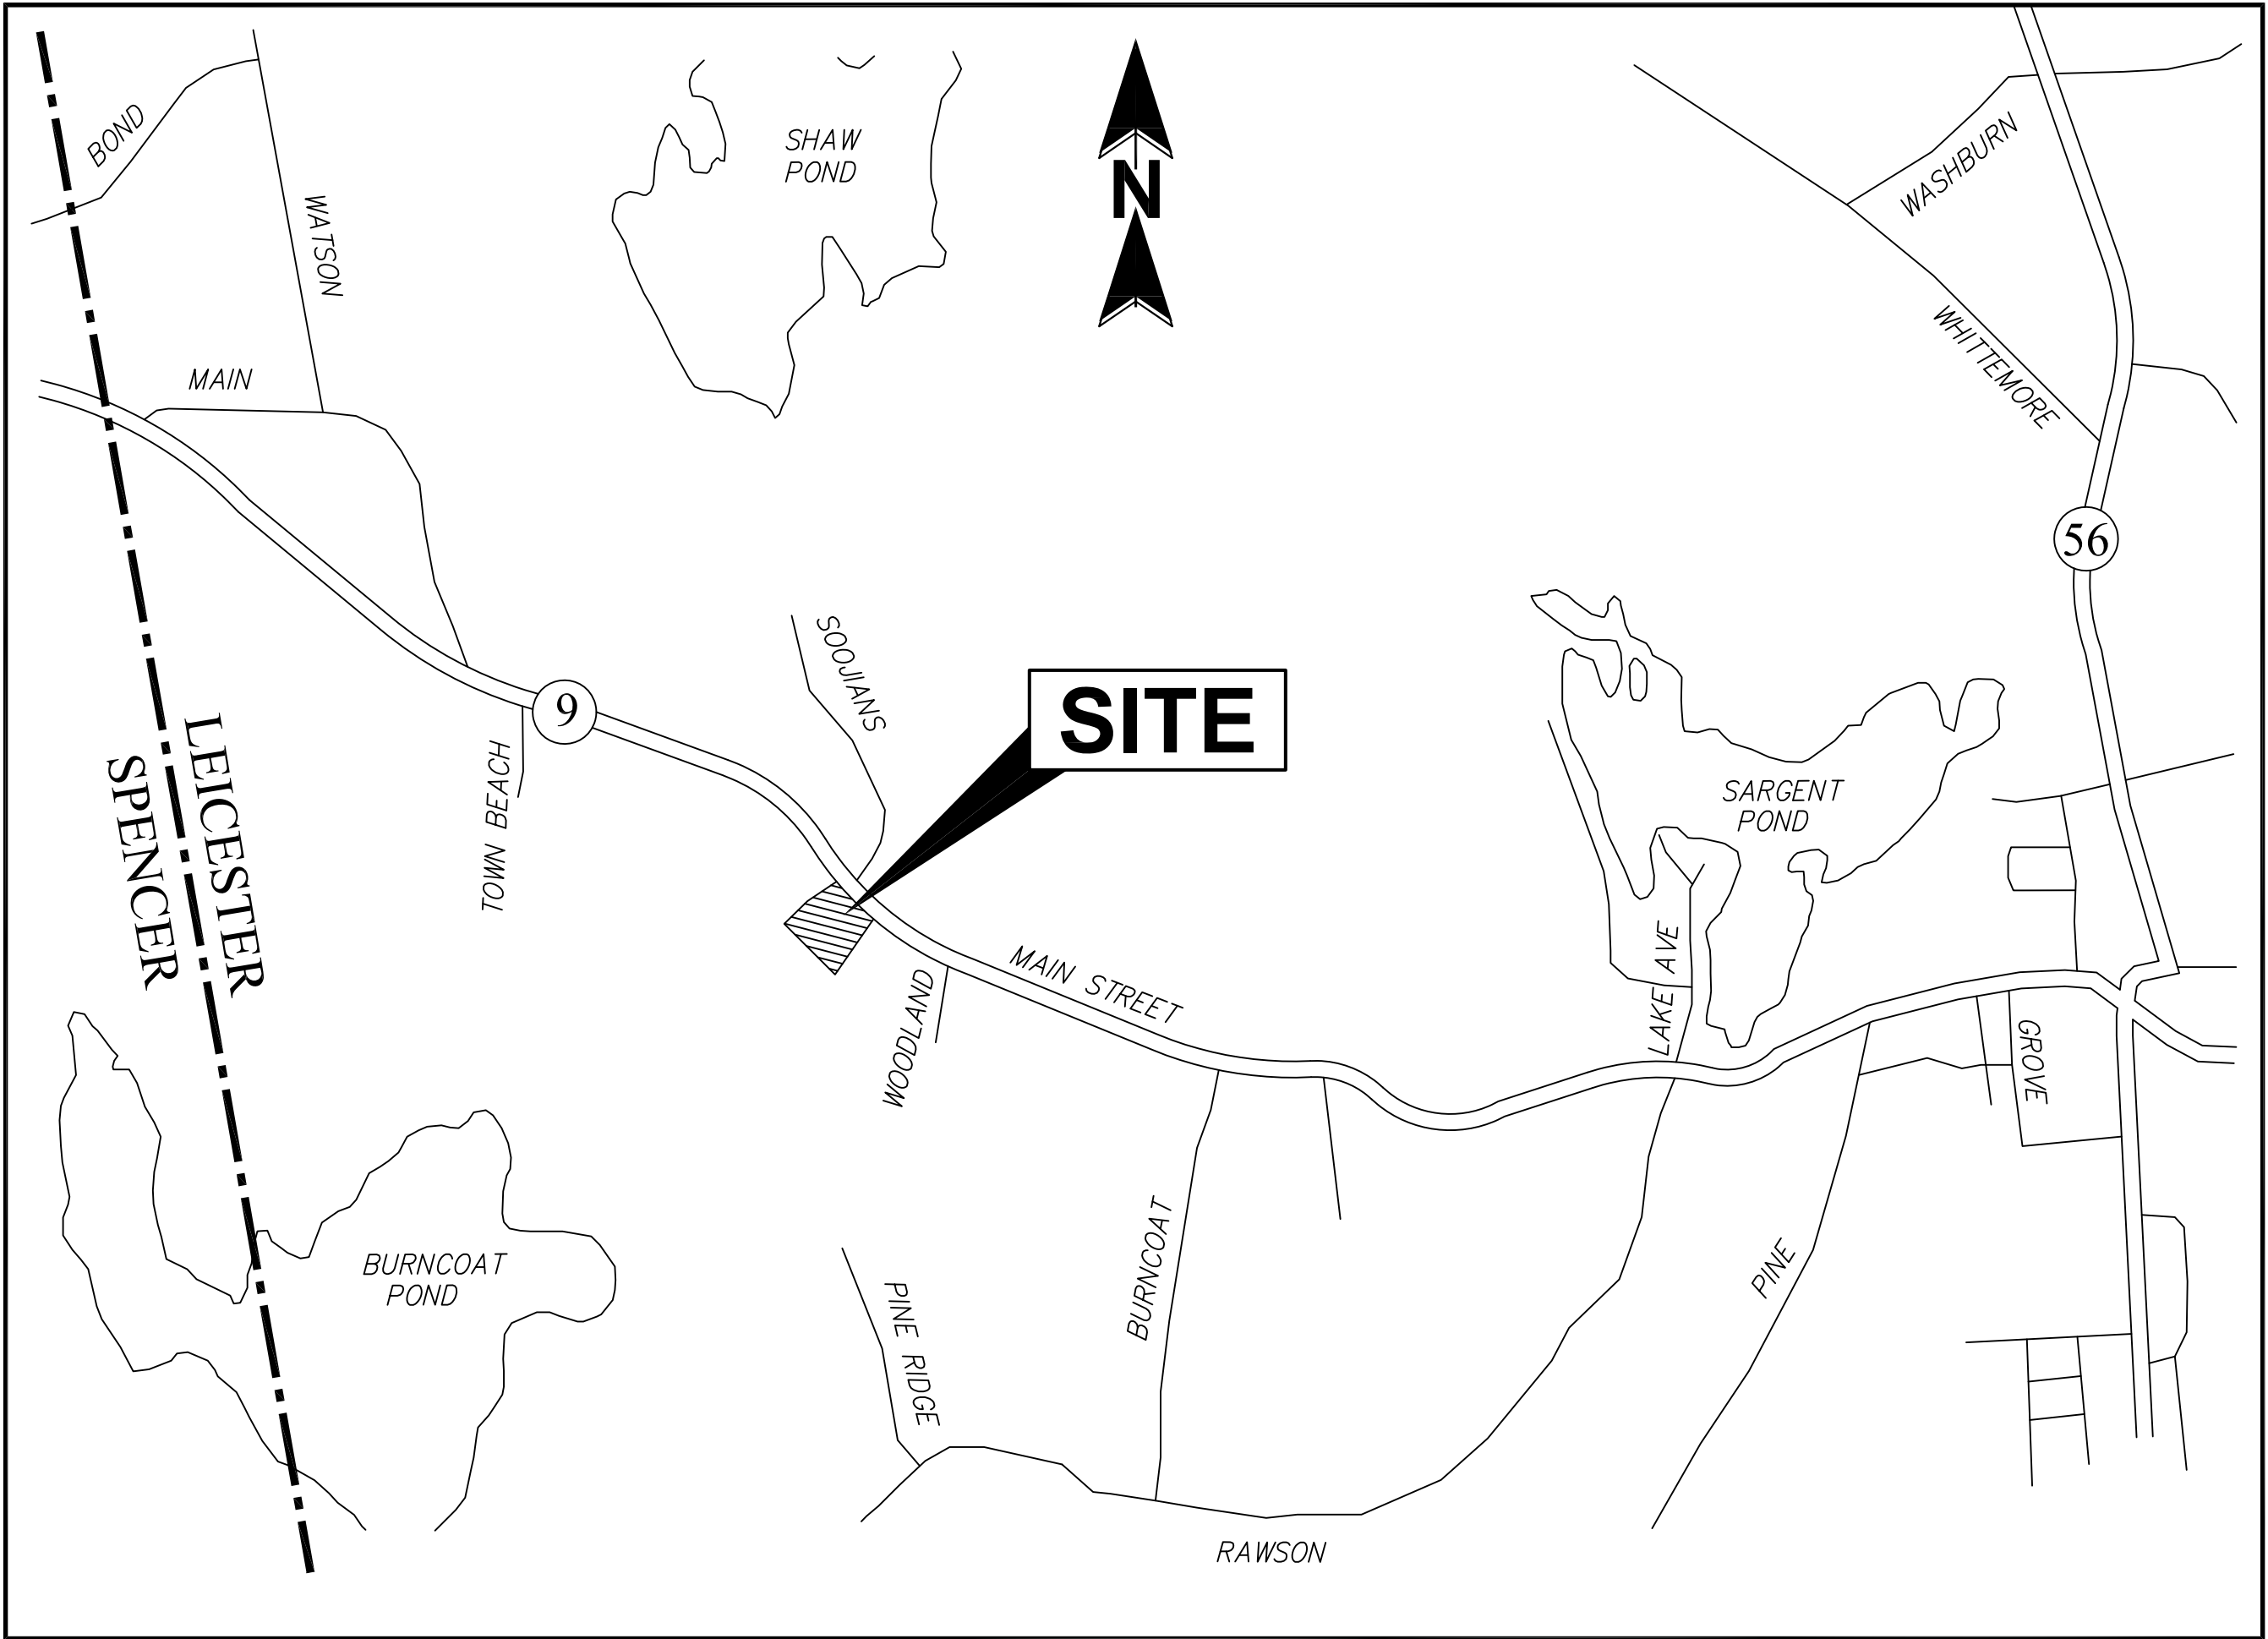 BOND
WATSON
SHAW
POND
N
WASHBURN
WHITTEMORE
MAIN
56
SOOJIANS
SITE
9
TOWN BEACH
LEICESTER
SPENCER
SARGENT
POND
MAIN STREET
LAKE AVE
WOODLAND
GROVE
BURNCOAT
POND
BURNCOAT
PINE
PINE RIDGE
RAWSON